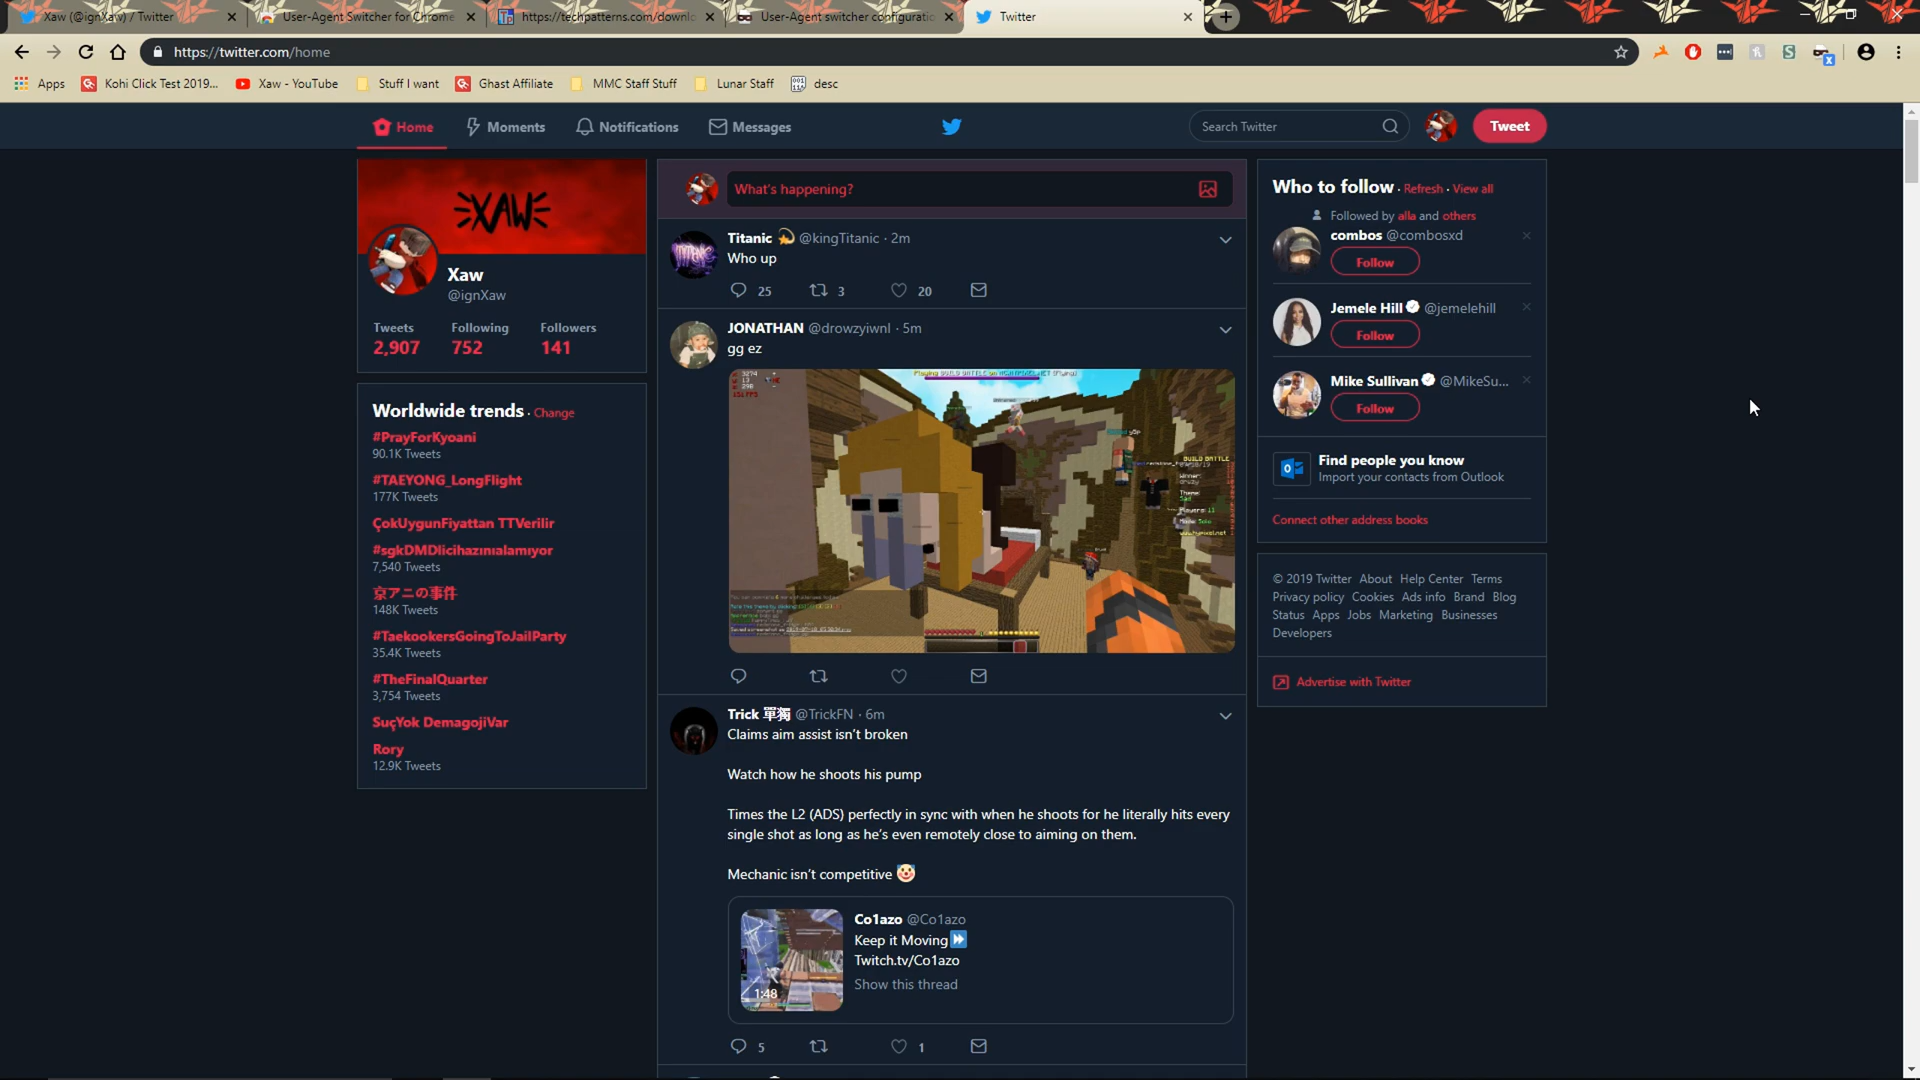 Xaw (@ignXaw) / Twitter
User-Agent Switcher for Chrome
https://techpatterns.com/downl
User-Agent switcher configuratic
Twitter
https://twitter.com/home
Apps
Kohi Click Test 2019...
Xaw - YouTube
Stuff I want
Ghast Affiliate
MMC Staff Stuff
Lunar Staff
desc
Home
Moments
Notifications
Messages
Search Twitter
Tweet
XAW
Xaw
@ignXaw
Tweets Following Followers
2,907 752 141
Worldwide trends · Change
#PrayForKyoani
90.1K Tweets
#TAEYONG_LongFlight
177K Tweets
ÇokUygunFiyattan TTVerilir
#sgkDMDlicihazınıalamıyor
7,540 Tweets
京アニの事件
148K Tweets
#TaekookersGoingToJailParty
35.4K Tweets
#TheFinalQuarter
3,754 Tweets
SuçYok DemagojiVar
Rory
12.9K Tweets
What's happening?
Titanic 💫 @kingTitanic · 2m
Who up
25 3 20
JONATHAN @drowzyiwnl · 5m
gg ez
Trick 單獨 @TrickFN · 6m
Claims aim assist isn't broken
Watch how he shoots his pump
Times the L2 (ADS) perfectly in sync with when he shoots for he literally hits every
single shot as long as he's even remotely close to aiming on them.
Mechanic isn't competitive 🤡
Co1azo @Co1azo
Keep it Moving ⏩
Twitch.tv/Co1azo
Show this thread
1:48
5 1
Who to follow · Refresh · View all
Followed by alla and others
combos @combosxd
Follow
Jemele Hill @jemelehill
Follow
Mike Sullivan @MikeSu...
Follow
Find people you know
Import your contacts from Outlook
Connect other address books
© 2019 Twitter About Help Center Terms
Privacy policy Cookies Ads info Brand Blog
Status Apps Jobs Marketing Businesses
Developers
Advertise with Twitter